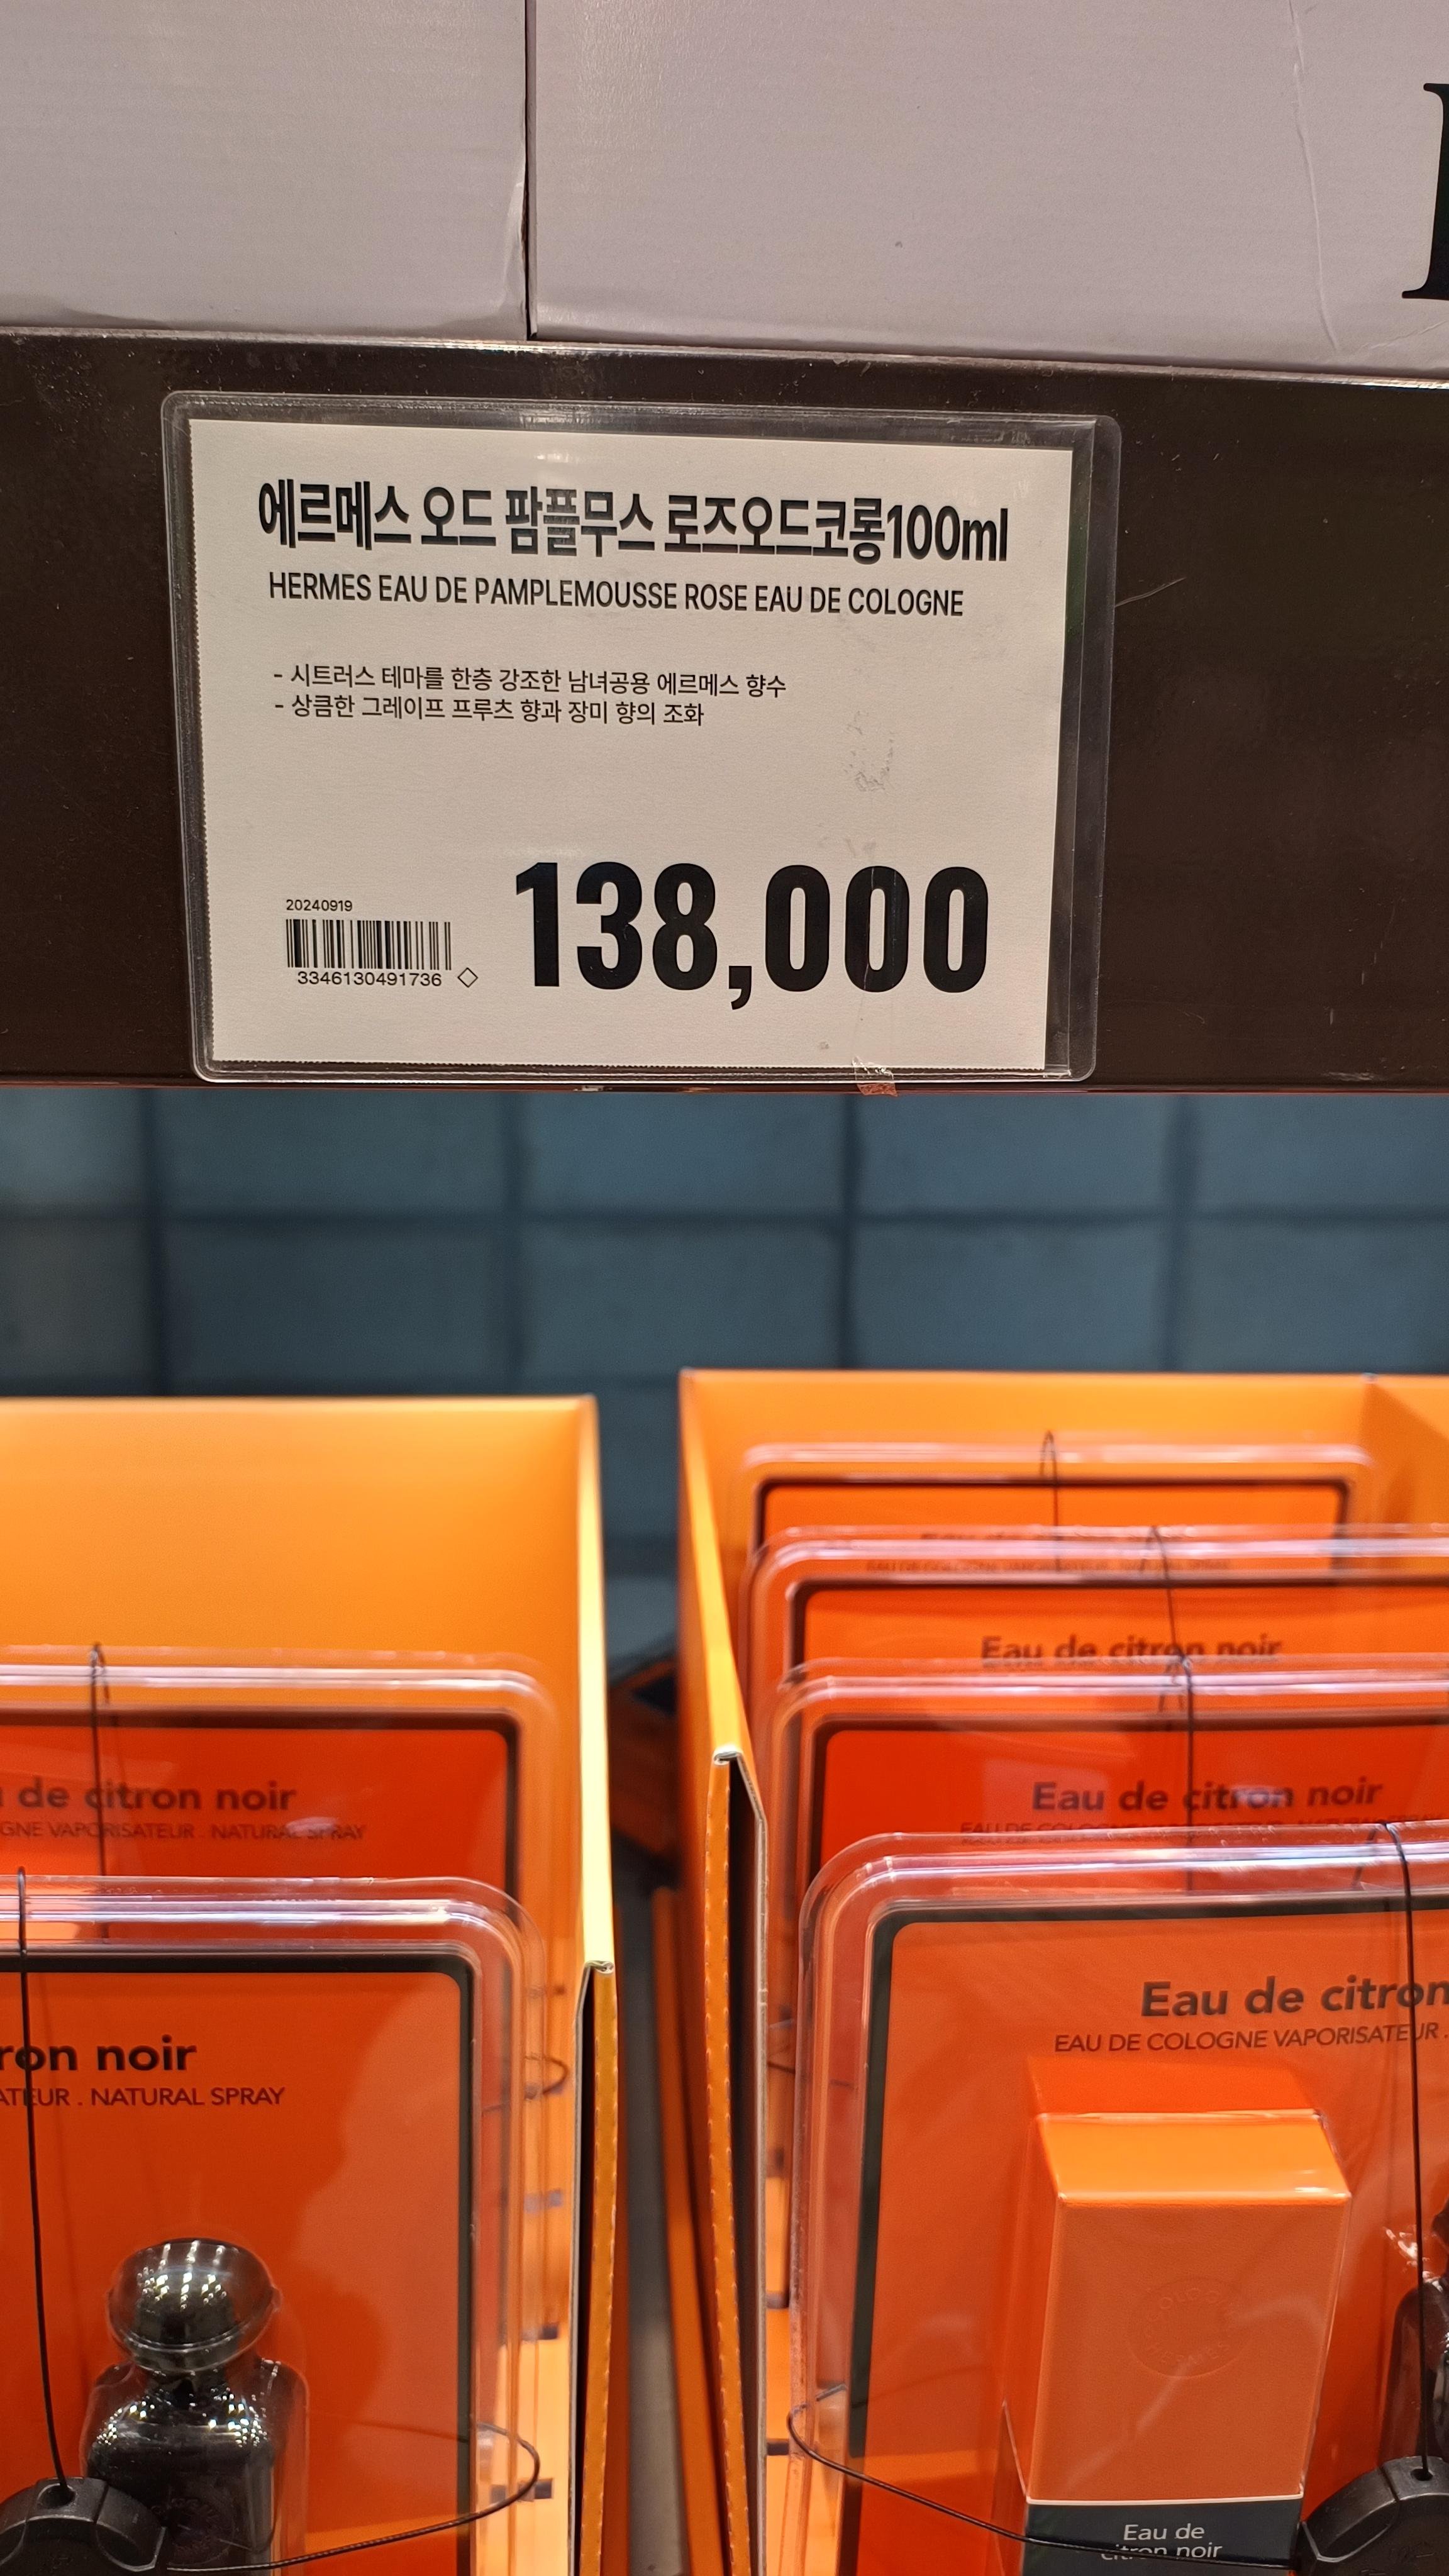 에르메스 오드 팜플무스 로즈오드코롱100ml
HERMES EAU DE PAMPLEMOUSSE ROSE EAU DE COLOGNE
- 시트러스 테마를 한층 강조한 남녀공용 에르메스 향수
- 상큼한 그레이프 프루츠 향과 장미 향의 조화
20240919
138,000
3346130491736
Eau de citron noir
de citron noir
VAPORISATEUR . NATURAL SPRAY
Eau de citron noir
noir
. NATURAL SPRAY
Eau de
EAU DE COLOGNE VAPORISATEUR .
Eau de
citron noir